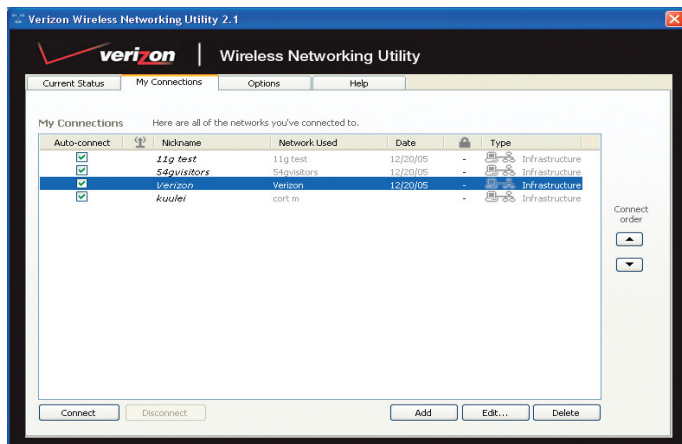 Verizon Wireless Networking Utility 2.1
verizon | Wireless Networking Utility
Current Status My Connections Options Help
My Connections Here are all of the networks you've connected to.
Auto-connect Nickname Network Used Date Type
11g test 11g test 12/20/05 - Infrastructure
54gvisitors 54gvisitors 12/20/05 - Infrastructure
Verizon Verizon 12/20/05 - Infrastructure
kuulei cort m - Infrastructure
Connect
order
Connect Disconnect Add Edit... Delete